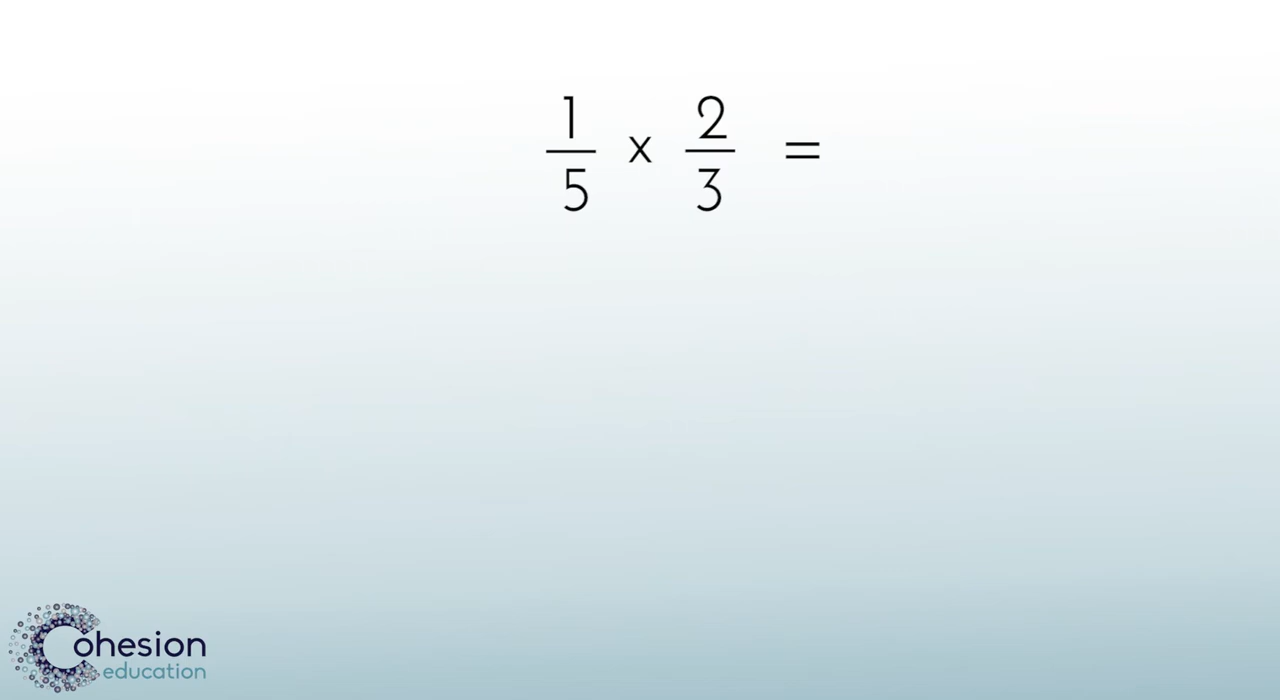 1/5 x 2/3 =
Cohesion
education